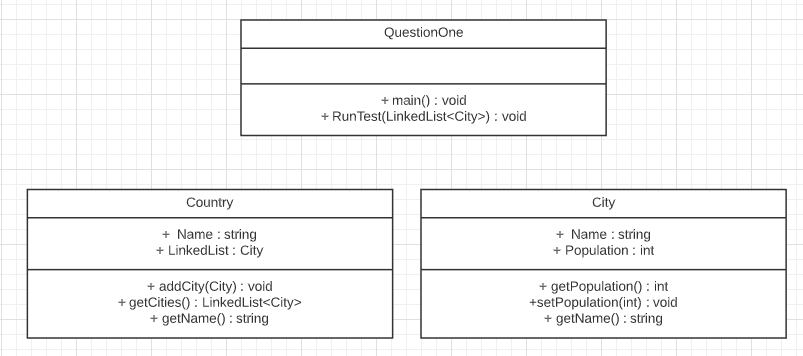 QuestionOne
+ main() : void
+ RunTest(LinkedList<City>) : void
Country
+ Name : string
+ LinkedList : City
+ addCity(City) : void
+ getCities() : LinkedList<City>
+ getName() : string
City
+ Name : string
+ Population : int
+ getPopulation() : int
+setPopulation(int) : void
+ getName() : string